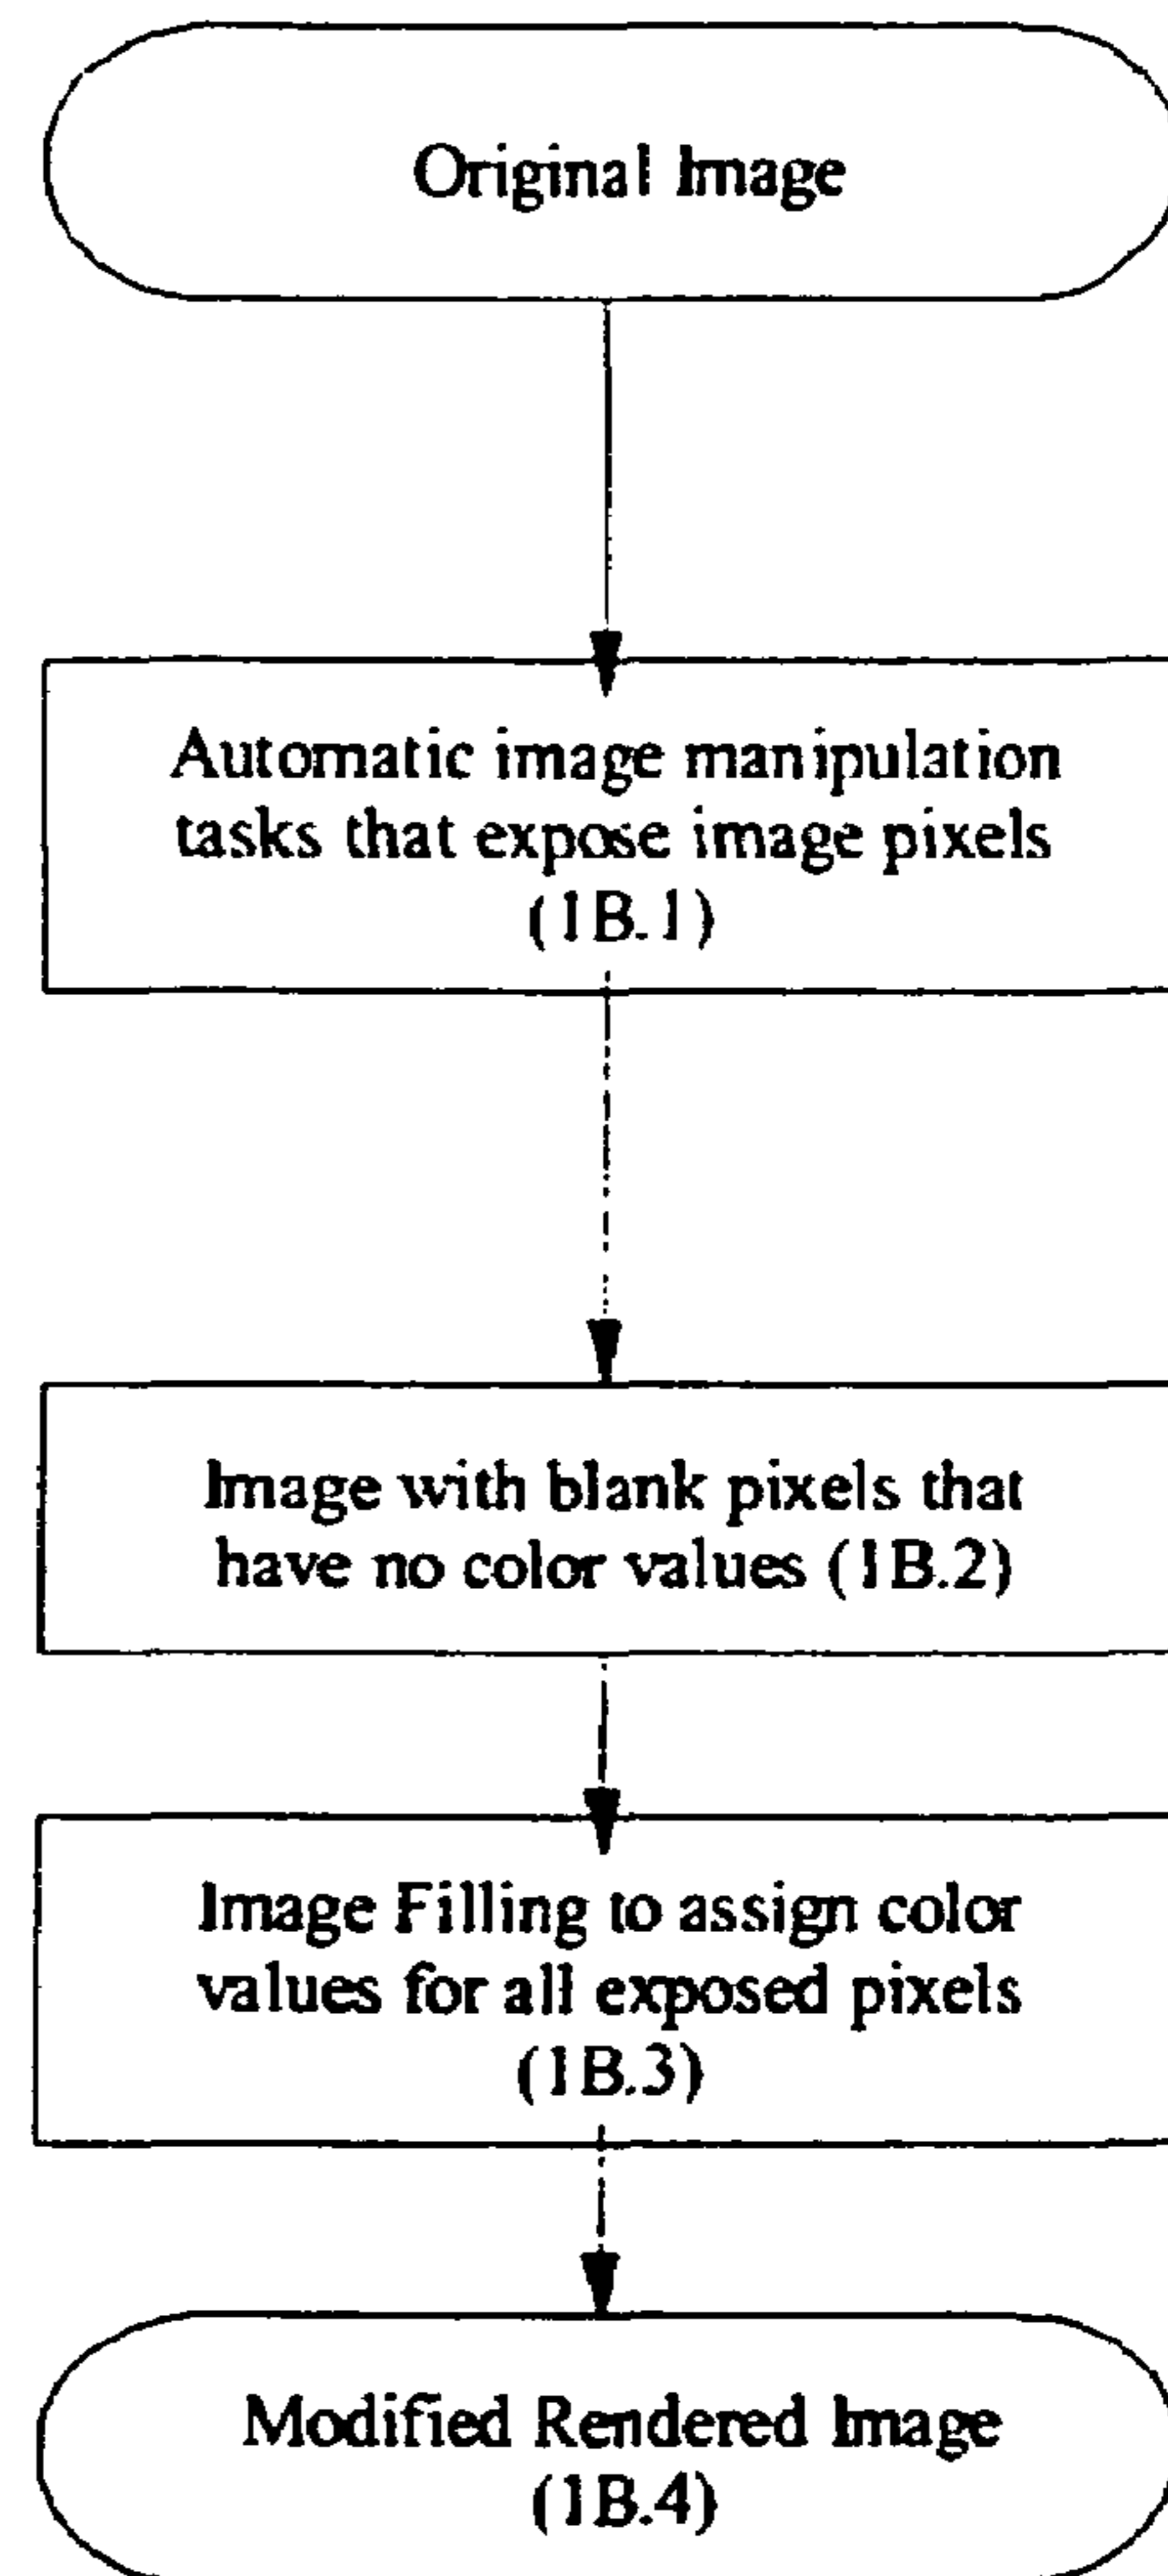 Original Image
Automatic image manipulation
tasks that expose image pixels
(1B.1)
Image with blank pixels that
have no color values (1B.2)
Image Filling to assign color
values for all exposed pixels
(1B.3)
Modified Rendered Image
(1B.4)